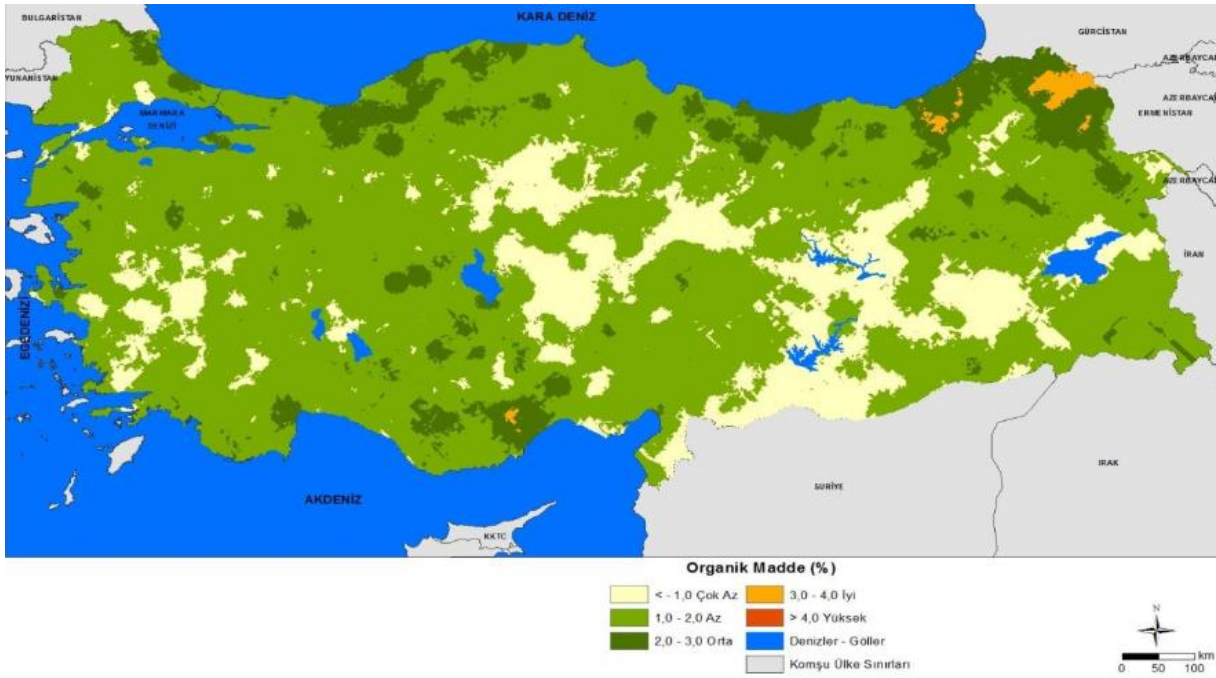 BULGARİSTAN
KARA DENİZ
GÜRCİSTAN
YUNANİSTAN
AZERBAYCAN
MARMARA
DENİZİ
AZERBAYCAN
ERMENİSTAN
AZERBAYCAN
İRAN
EGEDENİZİ
IRAK
AKDENİZ
SURİYE
KKTC
Organik Madde (%)
< - 1,0 Çok Az
3,0 - 4,0 İyi
1,0 - 2,0 Az
> 4,0 Yüksek
2,0 - 3,0 Orta
Denizler - Göller
Komşu Ülke Sınırları
N
km
0 50 100